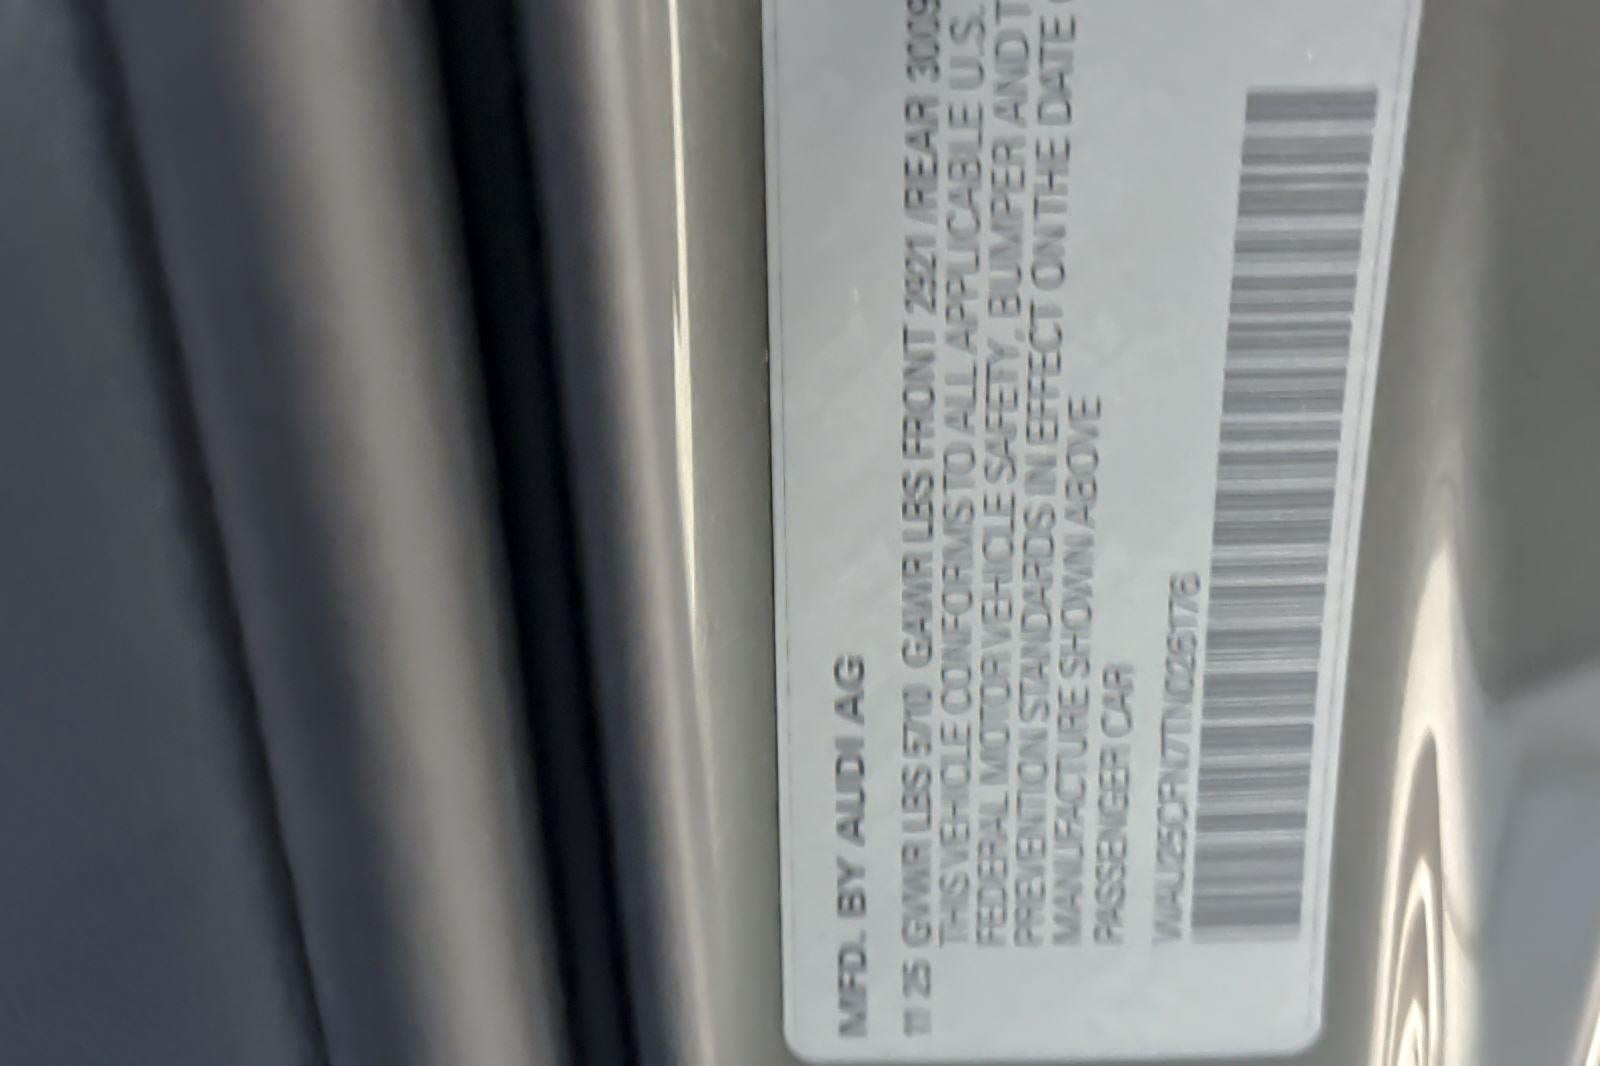 MFD. BY AUDI AG
11 25 GVWR LBS 5710 GAWR LBS FRONT 2921 /REAR 3009
THIS VEHICLE CONFORMS TO ALL APPLICABLE U.S.
FEDERAL MOTOR VEHICLE SAFETY, BUMPER AND T
PREVENTION STANDARDS IN EFFECT ON THE DATE
MANUFACTURE SHOWN ABOVE
PASSENGER CAR